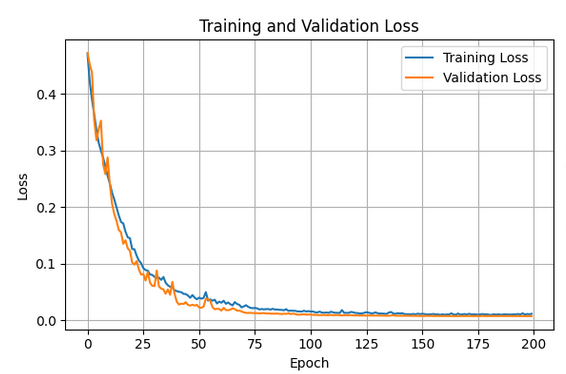 Training and Validation Loss
Training Loss
Validation Loss
Loss
0.4
0.3
0.2
0.1
0.0
0 25 50 75 100 125 150 175 200
Epoch